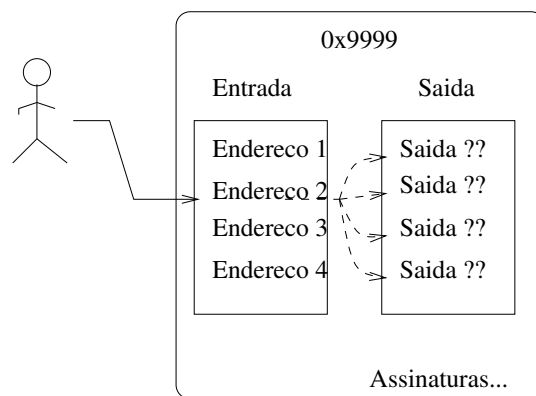 0x9999
Entrada
Saida
Endereco 1
Saida ??
Endereco 2
Saida ??
Endereco 3
Saida ??
Endereco 4
Saida ??
Assinaturas...